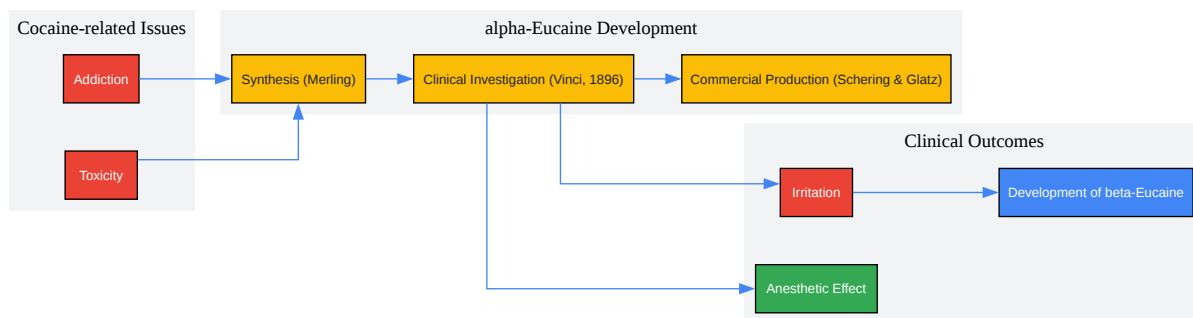 Cocaine-related Issues
Addiction
Toxicity
alpha-Eucaine Development
Synthesis (Merling)
Clinical Investigation (Vinci, 1896)
Commercial Production (Schering & Glatz)
Clinical Outcomes
Irritation
Development of beta-Eucaine
Anesthetic Effect